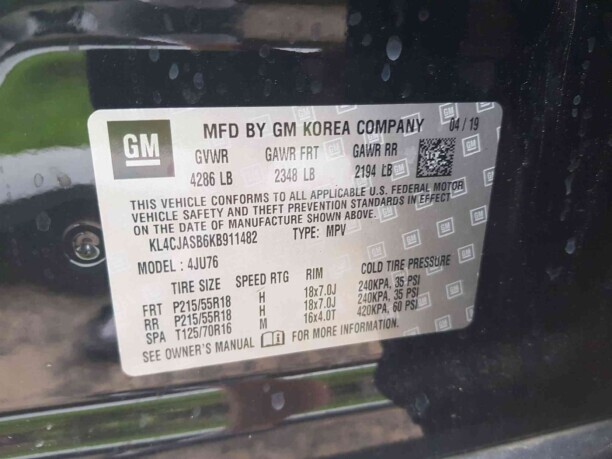 GM MFD BY GM KOREA COMPANY 04 / 19
GVWR GAWR FRT GAWR RR
4286 LB 2348 LB 2194 LB
THIS VEHICLE CONFORMS TO ALL APPLICABLE U.S. FEDERAL MOTOR
VEHICLE SAFETY AND THEFT PREVENTION STANDARDS IN EFFECT
ON THE DATE OF MANUFACTURE SHOWN ABOVE.
KL4CJASB6KB911482 TYPE: MPV
MODEL : 4JU76
TIRE SIZE SPEED RTG RIM COLD TIRE PRESSURE
FRT P215/55R18 H 18x7.0J 240KPA, 35 PSI
RR P215/55R18 H 18x7.0J 240KPA, 35 PSI
SPA T125/70R16 M 16x4.0T 420KPA, 60 PSI
SEE OWNER'S MANUAL FOR MORE INFORMATION.